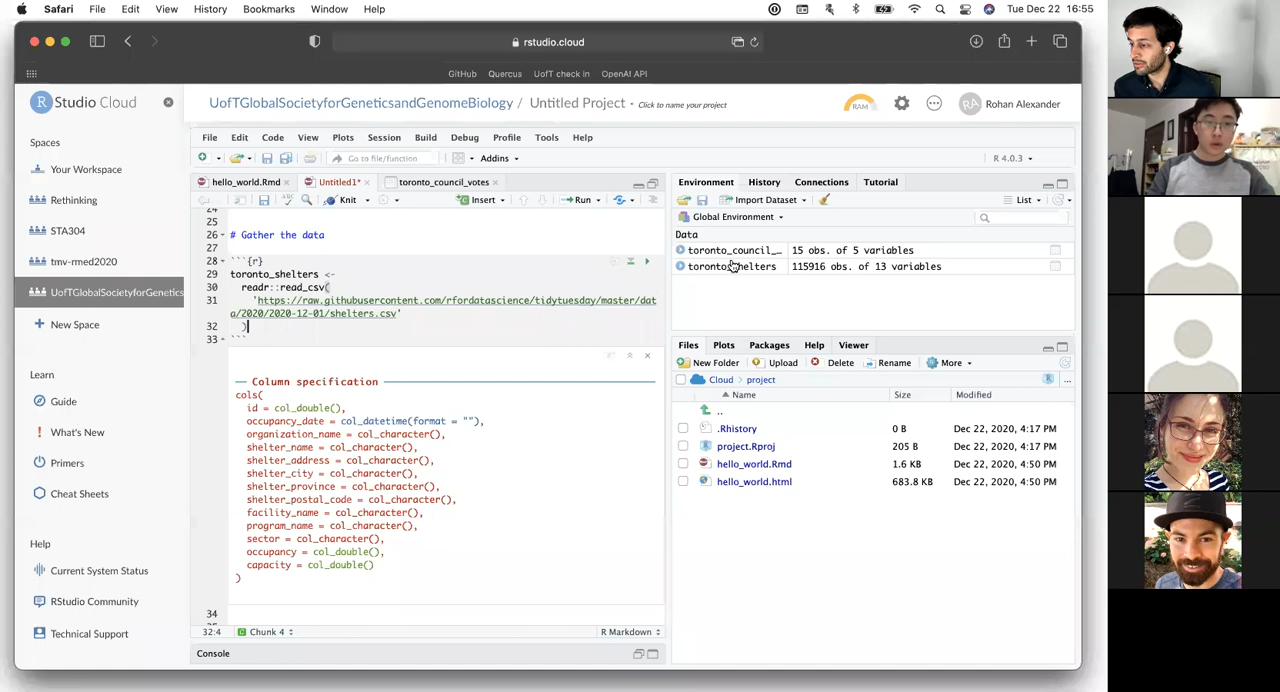 Safari File Edit View History Bookmarks Window Help Tue Dec 22 16:55
rstudio.cloud
GitHub Quercus UofT check in OpenAI API
R Studio Cloud
UofTGlobalSocietyforGeneticsandGenomeBiology / Untitled Project Click to name your project RAM RA Rohan Alexander
Spaces
Your Workspace
Rethinking
STA304
tmv-rmed2020
UofTGlobalSocietyforGenetics
New Space
Learn
Guide
What's New
Primers
Cheat Sheets
Help
Current System Status
RStudio Community
Technical Support
File Edit Code View Plots Session Build Debug Profile Tools Help
Go to file/function Addins R 4.0.3
hello_world.Rmd Untitled1* toronto_council_votes
Knit Insert Run
24
25
26 # Gather the data
27
28 ```{r}
29 toronto_shelters <-
30 readr::read_csv(
31 'https://raw.githubusercontent.com/rfordatascience/tidytuesday/master/dat
a/2020/2020-12-01/shelters.csv'
32 )
33 ```
— Column specification —
cols(
id = col_double(),
occupancy_date = col_datetime(format = ""),
organization_name = col_character(),
shelter_name = col_character(),
shelter_address = col_character(),
shelter_city = col_character(),
shelter_province = col_character(),
shelter_postal_code = col_character(),
facility_name = col_character(),
program_name = col_character(),
sector = col_character(),
occupancy = col_double(),
capacity = col_double()
)
34
32:4 Chunk 4 R Markdown
Console
Environment History Connections Tutorial
Import Dataset List
Global Environment
Data
toronto_council_… 15 obs. of 5 variables
toronto_shelters 115916 obs. of 13 variables
Files Plots Packages Help Viewer
New Folder Upload Delete Rename More
Cloud > project R ...
Name Size Modified
..
.Rhistory 0 B Dec 22, 2020, 4:17 PM
project.Rproj 205 B Dec 22, 2020, 4:17 PM
hello_world.Rmd 1.6 KB Dec 22, 2020, 4:50 PM
hello_world.html 683.8 KB Dec 22, 2020, 4:50 PM